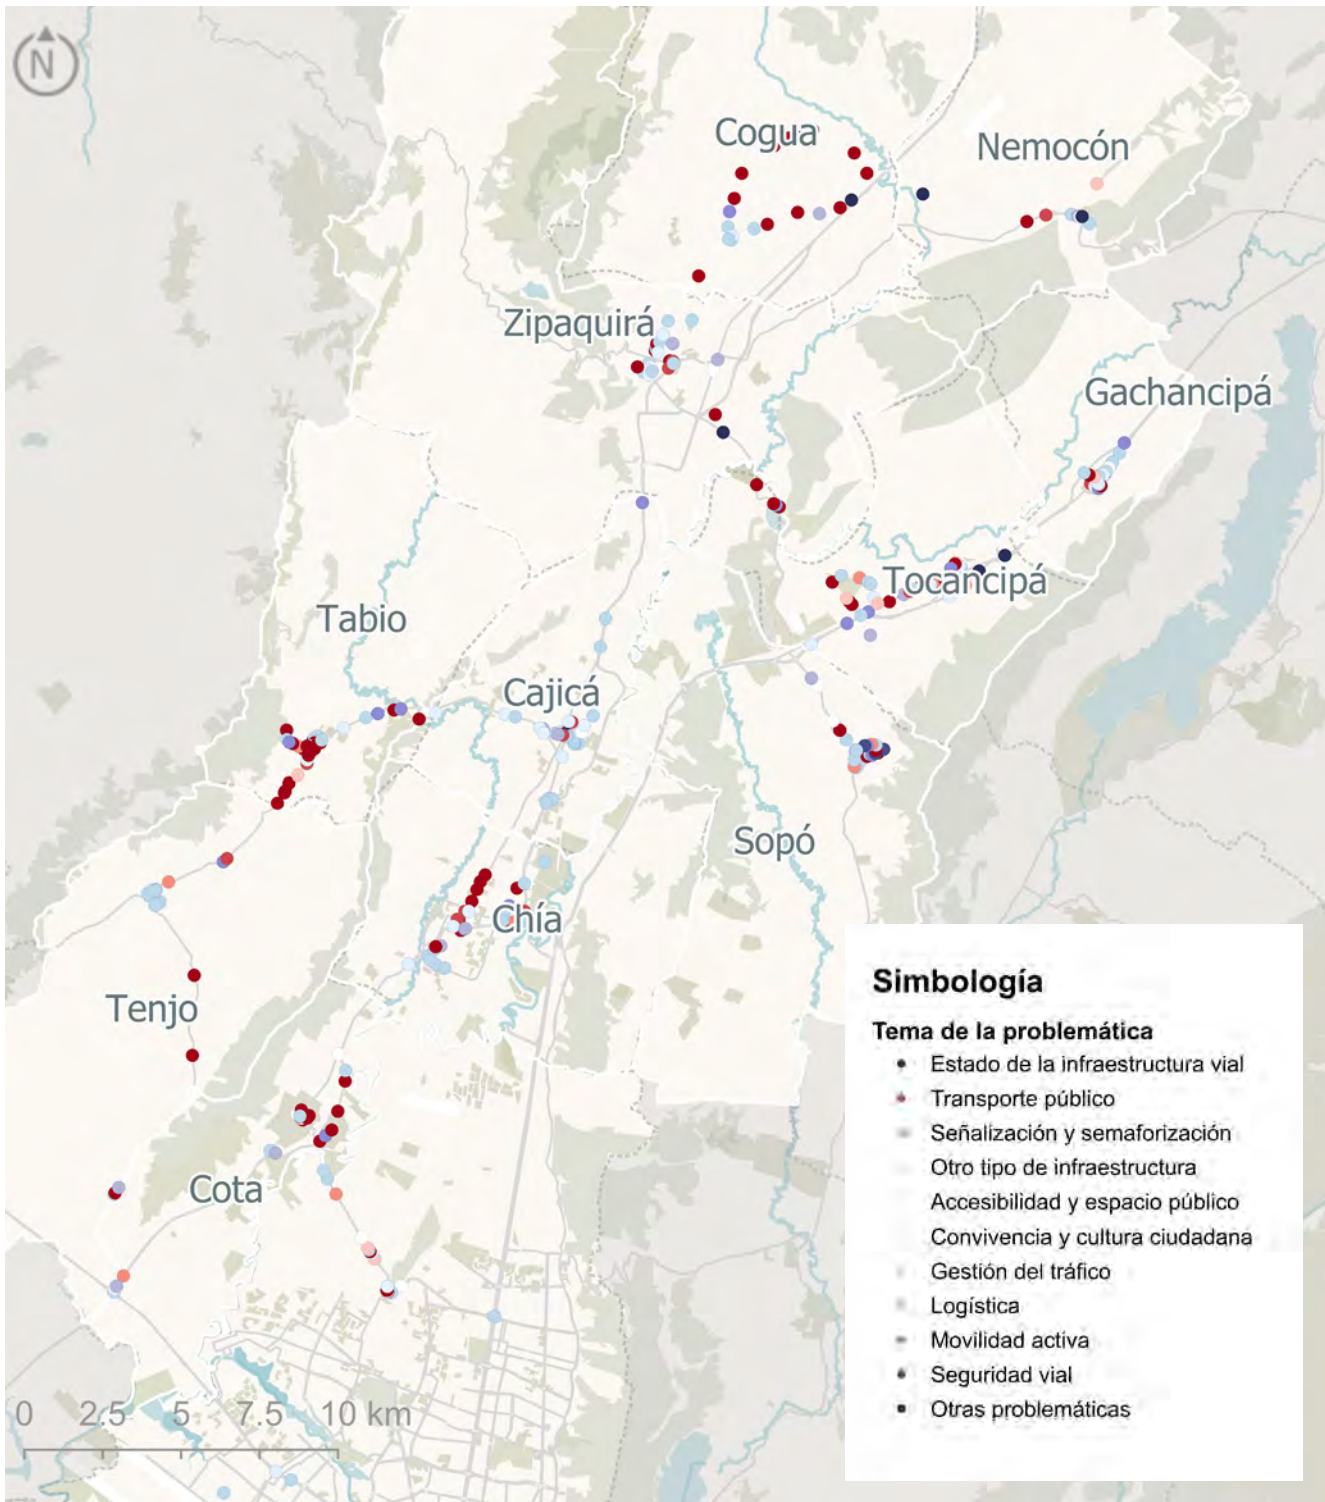 N
Cogua
Nemocón
Zipaquirá
Gachancipá
Tocancipá
Tabio
Cajicá
Sopó
Chía
Tenjo
Cota
Simbología
Tema de la problemática
Estado de la infraestructura vial
Transporte público
Señalización y semaforización
Otro tipo de infraestructura
Accesibilidad y espacio público
Convivencia y cultura ciudadana
Gestión del tráfico
Logística
Movilidad activa
Seguridad vial
Otras problemáticas
0 2.5 5 7.5 10 km